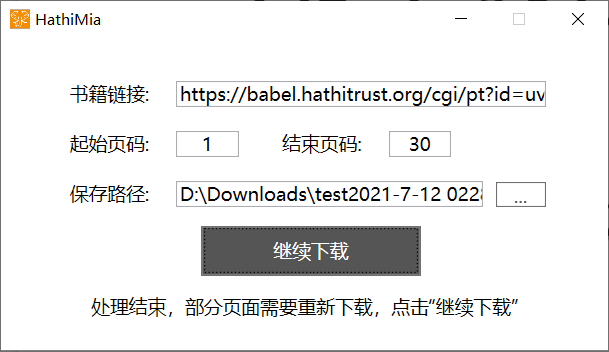 HathiMia
书籍链接: https://babel.hathitrust.org/cgi/pt?id=uv
起始页码: 1 结束页码: 30
保存路径: D:\Downloads\test2021-7-12 0228 ...
继续下载
处理结束，部分页面需要重新下载，点击“继续下载”